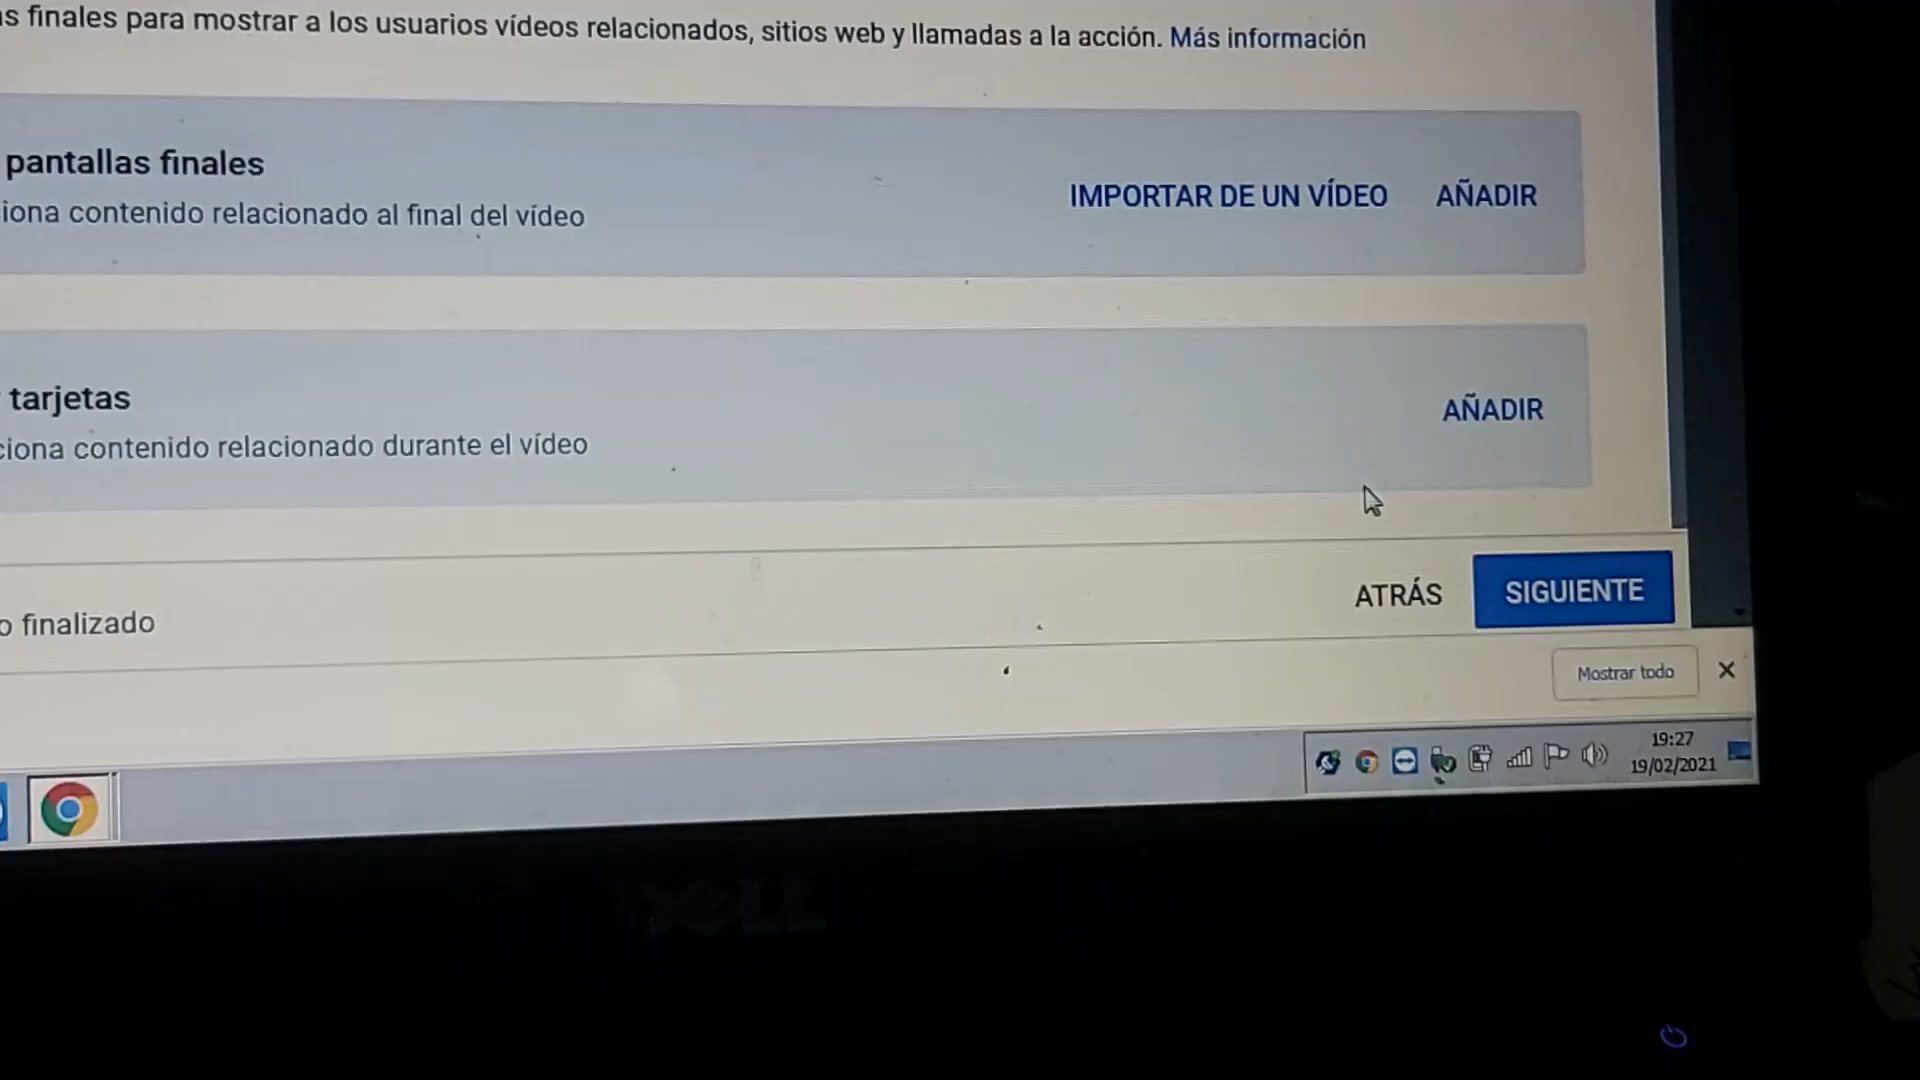 s finales para mostrar a los usuarios vídeos relacionados, sitios web y llamadas a la acción. Más información
pantallas finales
iona contenido relacionado al final del vídeo
IMPORTAR DE UN VÍDEO AÑADIR
tarjetas
ciona contenido relacionado durante el vídeo
AÑADIR
o finalizado
ATRÁS SIGUIENTE
Mostrar todo
19:27
19/02/2021
DELL